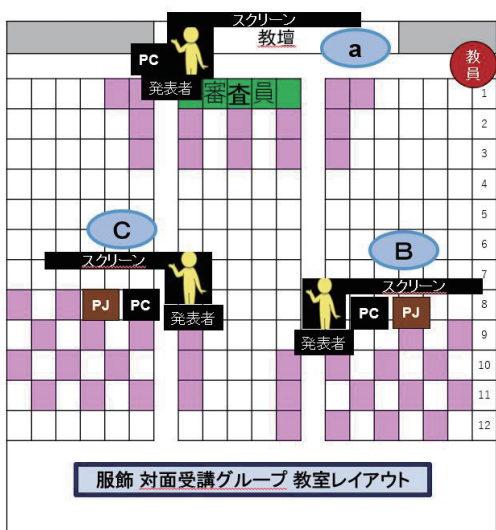 スクリーン
教壇
a
PC
教員
発表者
審査員
1
2
3
4
5
C
6
B
スクリーン
7
スクリーン
PJ
PC
発表者
PC
PJ
8
発表者
9
10
11
12
服飾 対面受講グループ 教室レイアウト